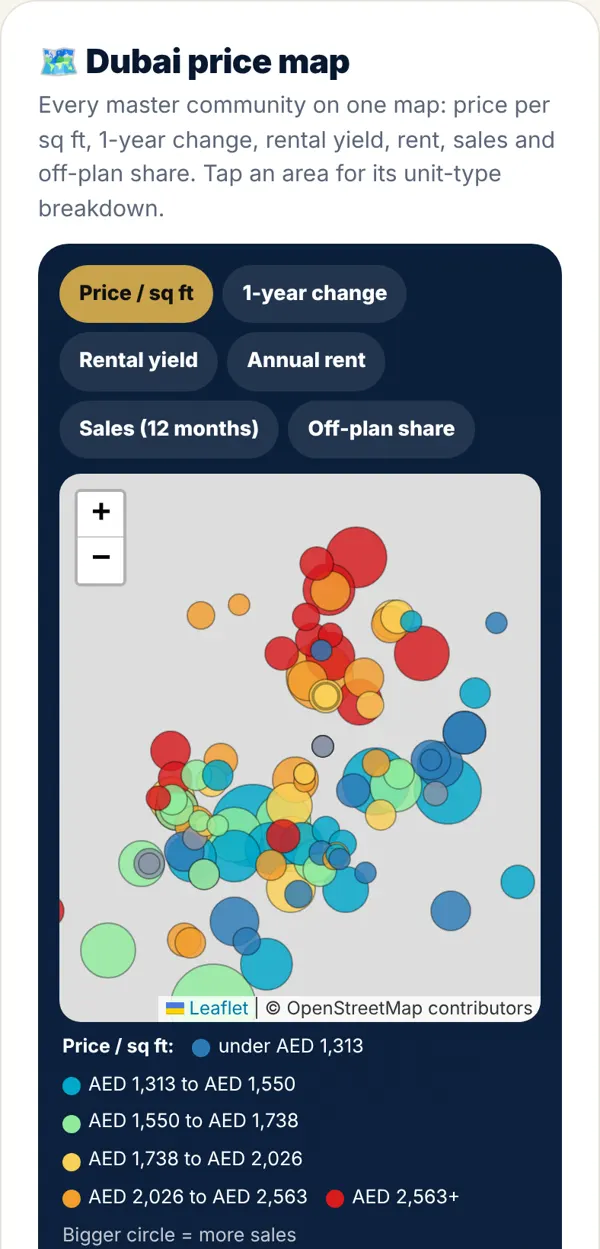 Dubai price map
Every master community on one map: price per
sq ft, 1-year change, rental yield, rent, sales and
off-plan share. Tap an area for its unit-type
breakdown.
Price / sq ft
1-year change
Rental yield
Annual rent
Sales (12 months)
Off-plan share
+
−
Leaflet | © OpenStreetMap contributors
Price / sq ft: under AED 1,313
AED 1,313 to AED 1,550
AED 1,550 to AED 1,738
AED 1,738 to AED 2,026
AED 2,026 to AED 2,563 AED 2,563+
Bigger circle = more sales